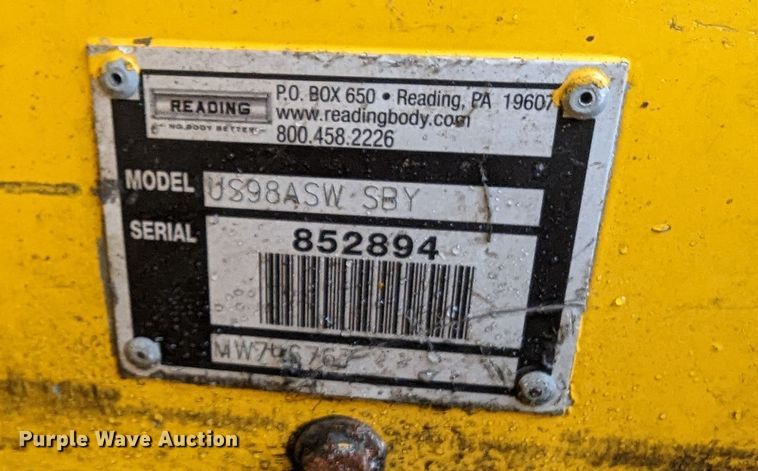 READING
NO BODY BETTER
P.O. BOX 650 • Reading, PA 19607
www.readingbody.com
800.458.2226
MODEL US98ASW SBY
SERIAL
852894
Purple Wave Auction